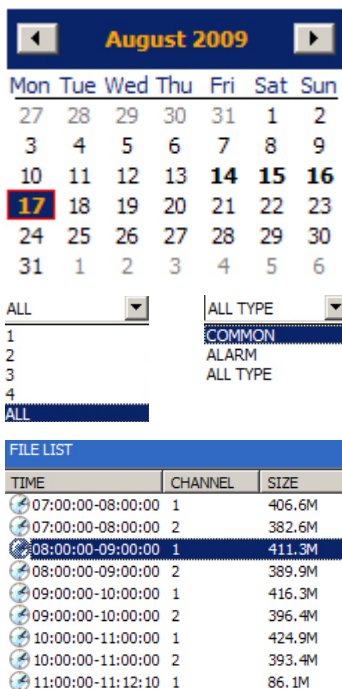 August 2009
Mon Tue Wed Thu Fri Sat Sun
27 28 29 30 31 1 2
3 4 5 6 7 8 9
10 11 12 13 14 15 16
17 18 19 20 21 22 23
24 25 26 27 28 29 30
31 1 2 3 4 5 6
ALL ALL TYPE
1 COMMON
2 ALARM
3 ALL TYPE
4
ALL
FILE LIST
TIME CHANNEL SIZE
07:00:00-08:00:00 1 406.6M
07:00:00-08:00:00 2 382.6M
08:00:00-09:00:00 1 411.3M
08:00:00-09:00:00 2 389.9M
09:00:00-10:00:00 1 416.3M
09:00:00-10:00:00 2 396.4M
10:00:00-11:00:00 1 424.9M
10:00:00-11:00:00 2 393.4M
11:00:00-11:12:10 1 86.1M